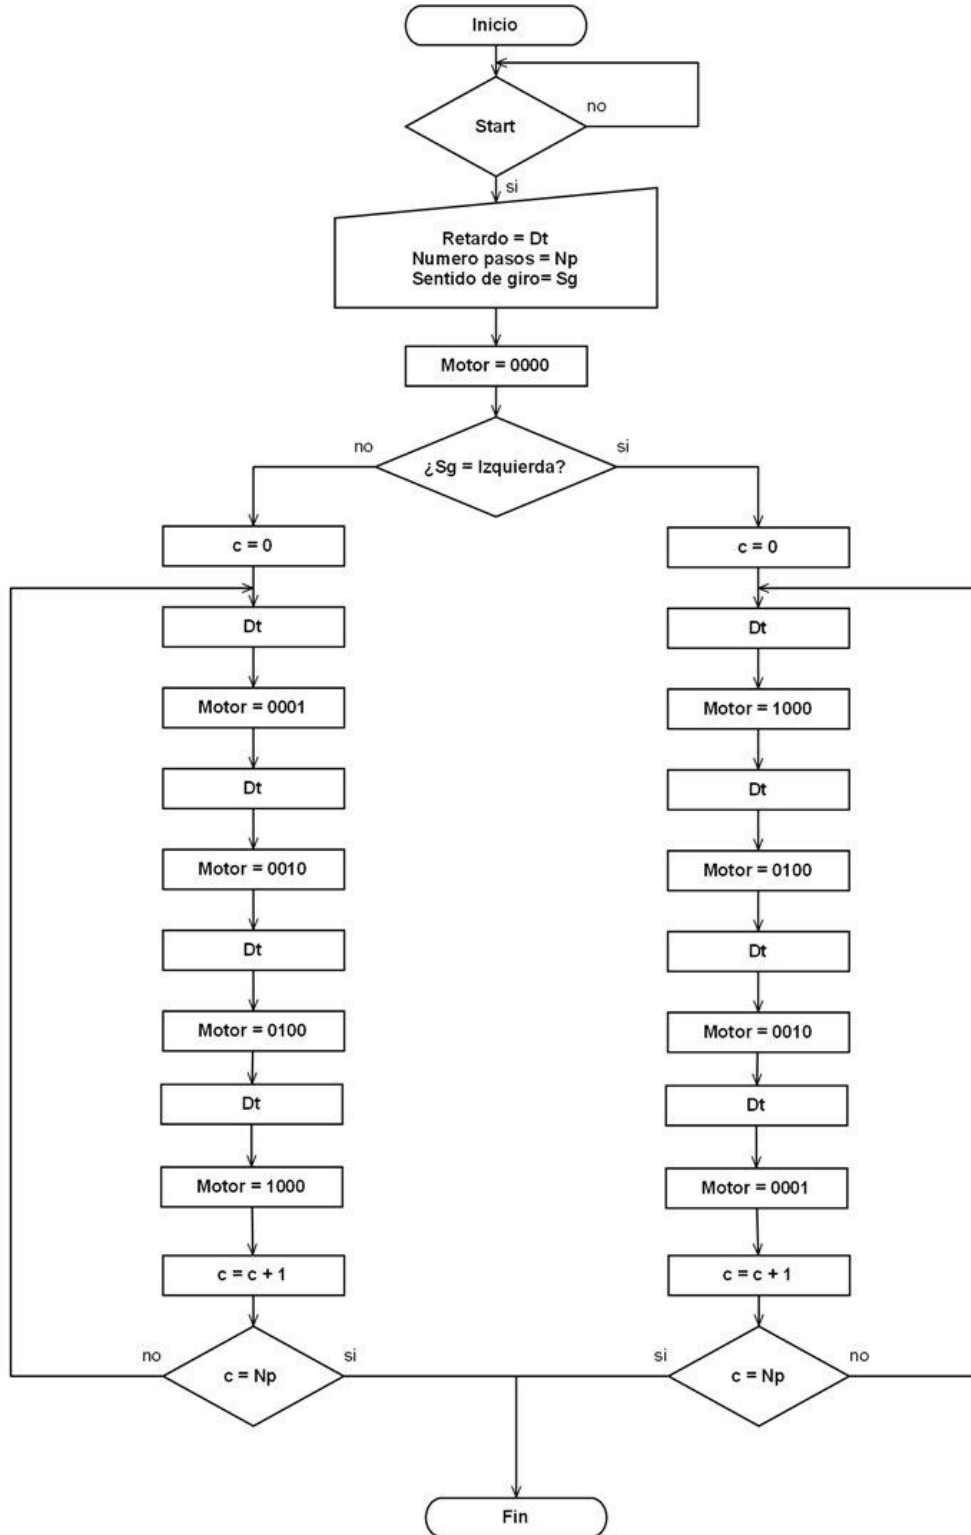 Inicio
Start
no
si
Retardo = Dt
Numero pasos = Np
Sentido de giro= Sg
Motor = 0000
no
¿Sg = Izquierda?
si
c = 0
Dt
Motor = 0001
Dt
Motor = 0010
Dt
Motor = 0100
Dt
Motor = 1000
c = c + 1
no
c = Np
si
c = 0
Dt
Motor = 1000
Dt
Motor = 0100
Dt
Motor = 0010
Dt
Motor = 0001
c = c + 1
si
c = Np
no
Fin